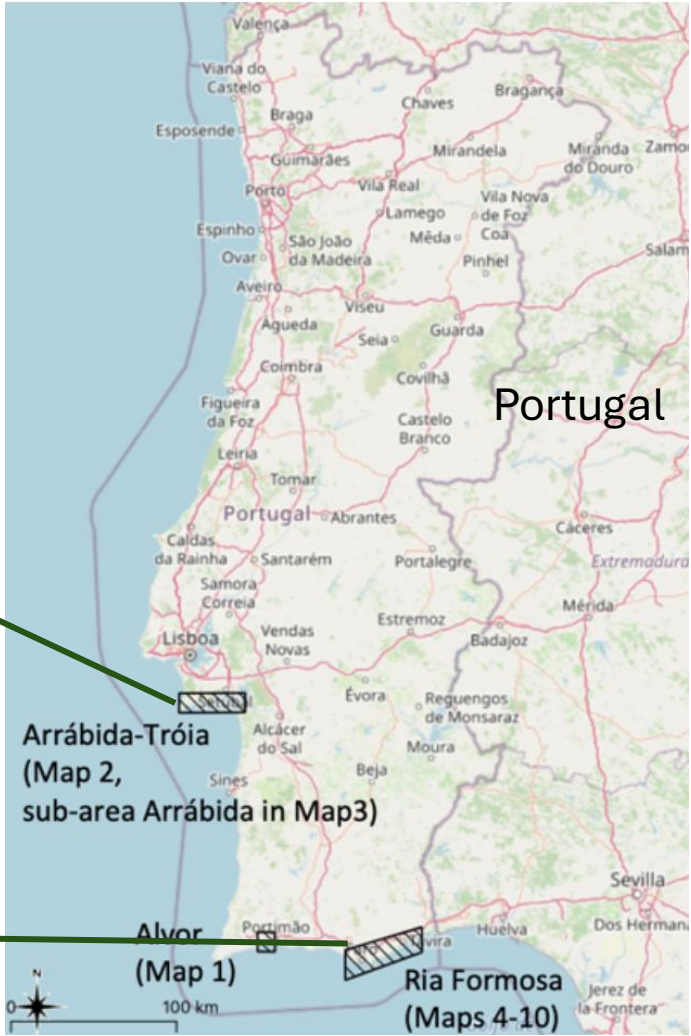 Valença
Viana do
Castelo
Bragança
Chaves
Braga
Esposende
Mirandela
Miranda
do Douro
Zamo
Guimarães
Porto
Vila Real
Vila Nova
de Foz
Coa
Lamego
Espinho
São João
da Madeira
Mêda
Ovar
Pinhel
Salam
Aveiro
Viseu
Águeda
Guarda
Seia
Coimbra
Covilhã
Portugal
Figueira
da Foz
Castelo
Branco
Leiria
Tomar
Portugal
Abrantes
Cáceres
Caldas
da Rainha
Santarém
Portalegre
Extremadura
Samora
Correia
Mérida
Estremoz
Lisboa
Vendas
Novas
Badajoz
Setúbal
Évora
Reguengos
de Monsaraz
Arrábida-Tróia
(Map 2,
sub-area Arrábida in Map3)
Alcácer
do Sal
Moura
Beja
Sines
Sevilla
Alvor
(Map 1)
Portimão
Huelva
Dos Herman
Ria Formosa
(Maps 4-10)
Jerez de
la Frontera
N
0
100 km